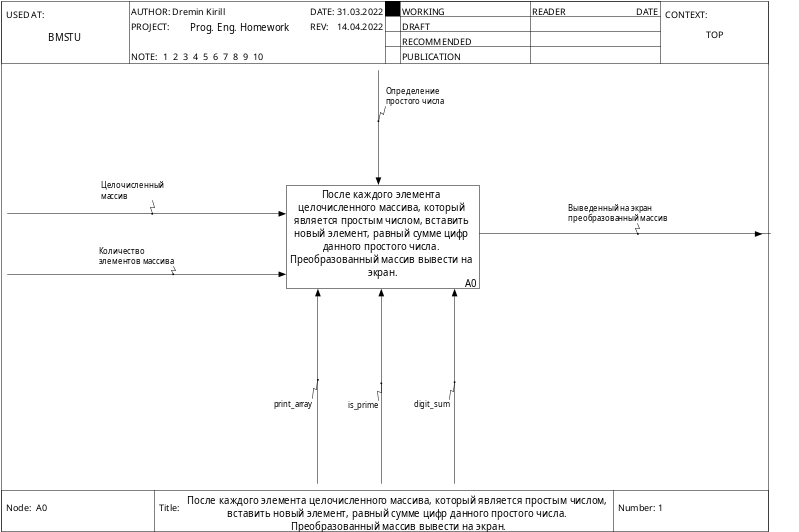 USED AT:
BMSTU
AUTHOR: Dremin Kirill
DATE: 31.03.2022
PROJECT: Prog. Eng. Homework
REV: 14.04.2022
NOTE: 1 2 3 4 5 6 7 8 9 10
WORKING
DRAFT
RECOMMENDED
PUBLICATION
READER
DATE
CONTEXT:
TOP
Определение
простого числа
Целочисленный
массив
Количество
элементов массива
После каждого элемента
целочисленного массива, который
является простым числом, вставить
новый элемент, равный сумме цифр
данного простого числа.
Преобразованный массив вывести на
экран.
A0
Выведенный на экран
преобразованный массив
print_array
is_prime
digit_sum
Node: A0
Title:
После каждого элемента целочисленного массива, который является простым числом,
вставить новый элемент, равный сумме цифр данного простого числа.
Преобразованный массив вывести на экран.
Number: 1